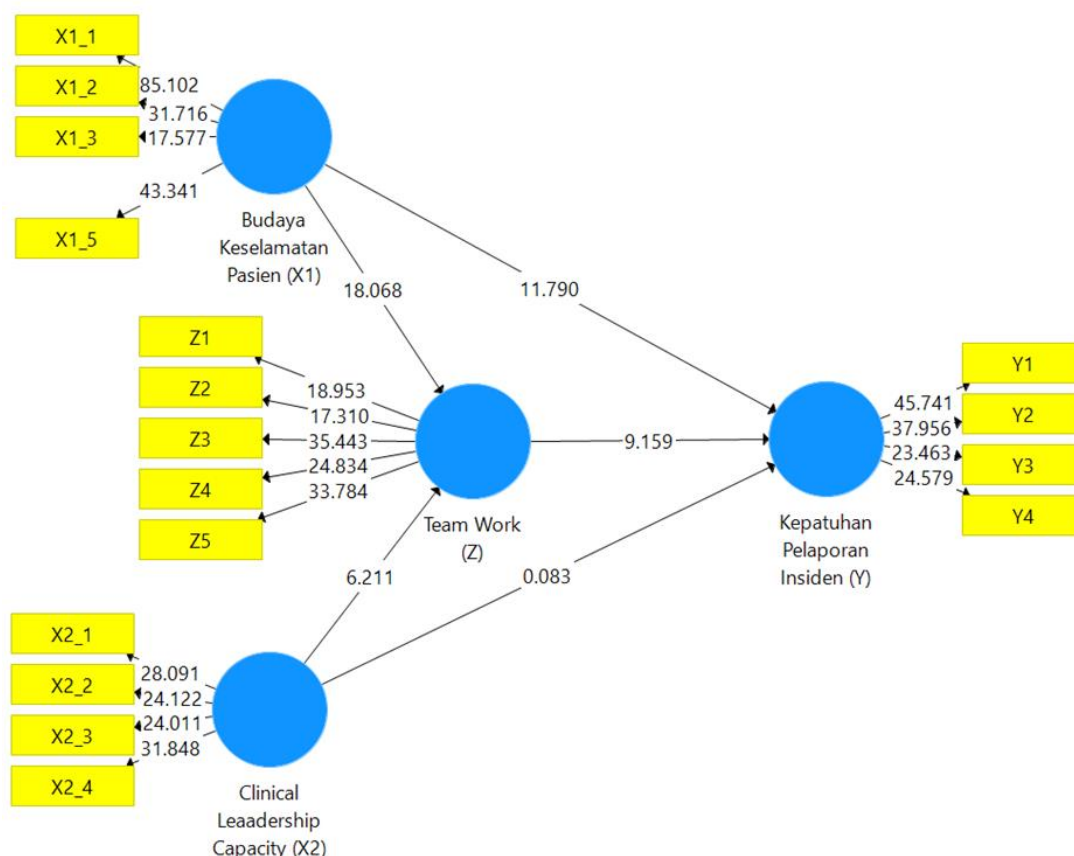 X1_1
X1_2
X1_3
X1_5
85.102
31.716
17.577
43.341
Budaya
Keselamatan
Pasien (X1)
18.068
11.790
Z1
Z2
Z3
Z4
Z5
18.953
17.310
35.443
24.834
33.784
Team Work
(Z)
9.159
6.211
0.083
Y1
Y2
Y3
Y4
45.741
37.956
23.463
24.579
Kepatuhan
Pelaporan
Insiden (Y)
X2_1
X2_2
X2_3
X2_4
28.091
24.122
24.011
31.848
Clinical
Leaadership
Capacity (X2)